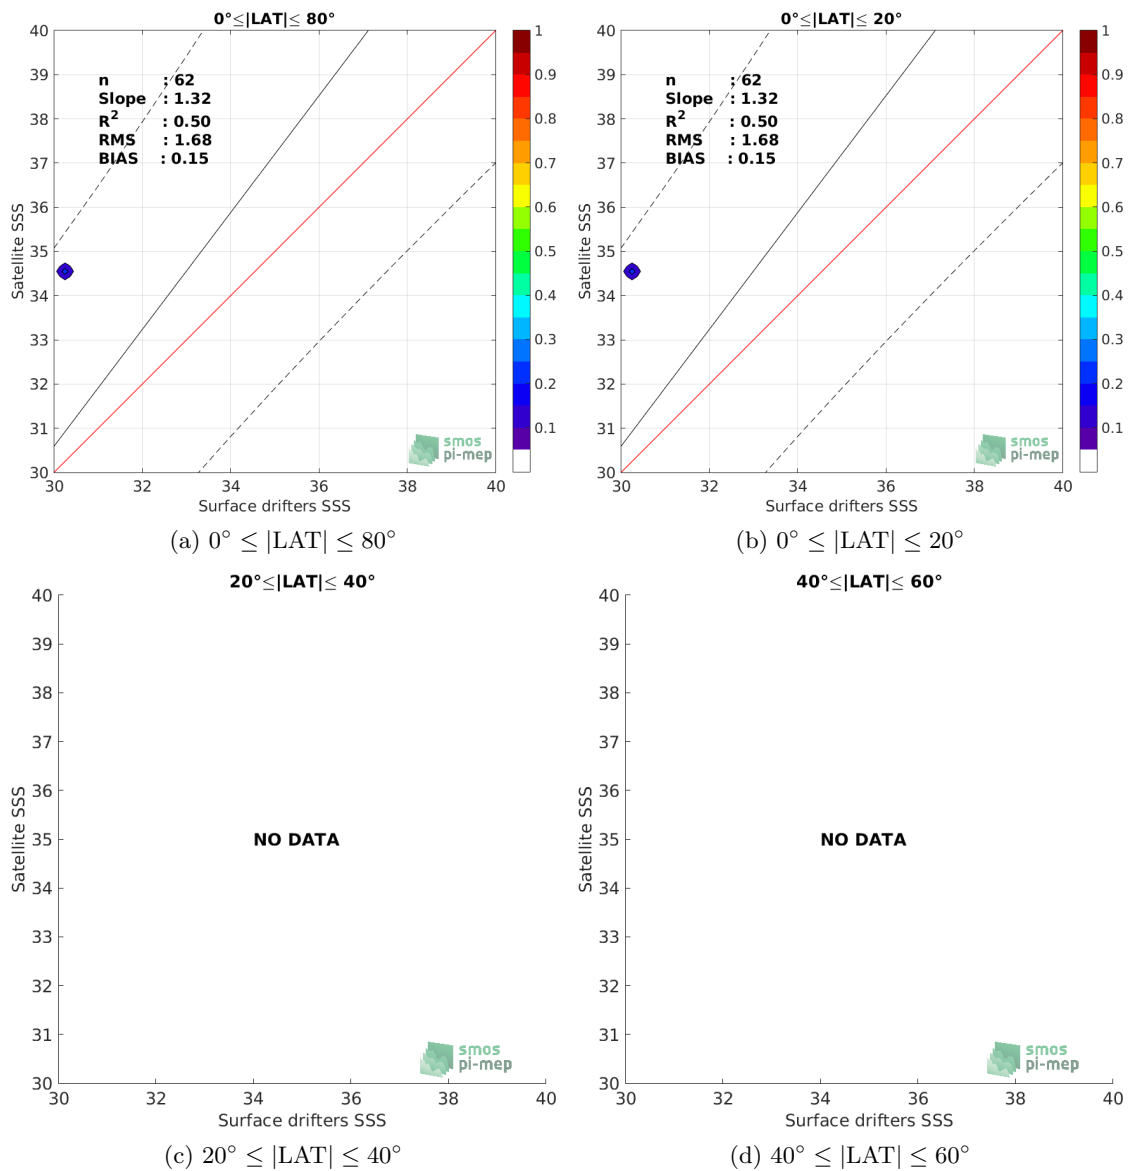 0°≤|LAT|≤ 80°
40
39
38
37
36
35
34
33
32
31
30
Satellite SSS
n : 62
Slope : 1.32
R2 : 0.50
RMS : 1.68
BIAS : 0.15
smos
pi-mep
30 32 34 36 38 40
Surface drifters SSS
1
0.9
0.8
0.7
0.6
0.5
0.4
0.3
0.2
0.1
(a) 0° ≤ |LAT| ≤ 80°
0°≤|LAT|≤ 20°
40
39
38
37
36
35
34
33
32
31
30
Satellite SSS
n : 62
Slope : 1.32
R2 : 0.50
RMS : 1.68
BIAS : 0.15
smos
pi-mep
30 32 34 36 38 40
Surface drifters SSS
1
0.9
0.8
0.7
0.6
0.5
0.4
0.3
0.2
0.1
(b) 0° ≤ |LAT| ≤ 20°
20°≤|LAT|≤ 40°
40
39
38
37
36
35
34
33
32
31
30
Satellite SSS
NO DATA
smos
pi-mep
30 32 34 36 38 40
Surface drifters SSS
(c) 20° ≤ |LAT| ≤ 40°
40°≤|LAT|≤ 60°
40
39
38
37
36
35
34
33
32
31
30
Satellite SSS
NO DATA
smos
pi-mep
30 32 34 36 38 40
Surface drifters SSS
(d) 40° ≤ |LAT| ≤ 60°